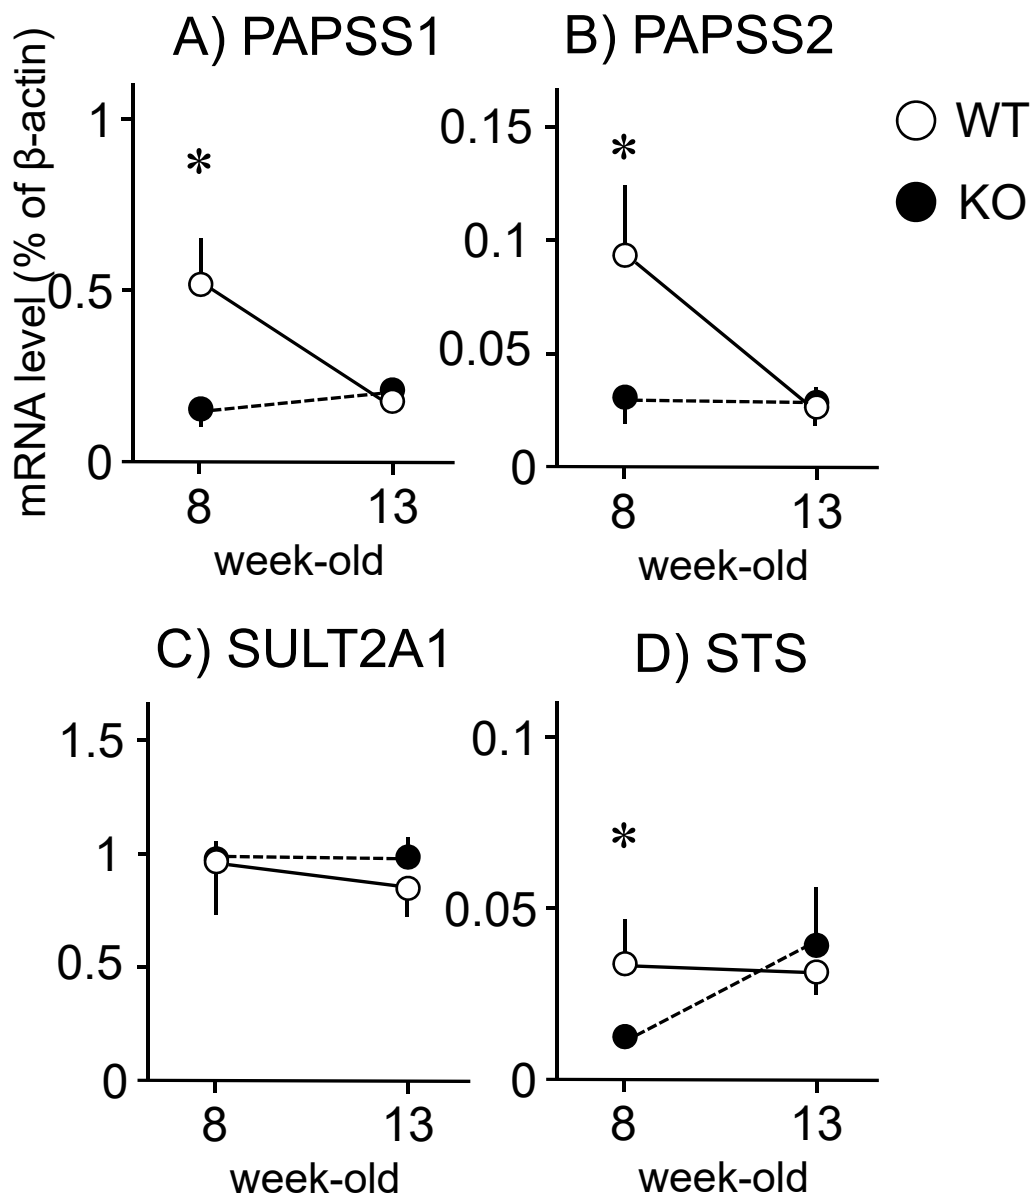 A) PAPSS1
mRNA level (% of β-actin)
1
0.5
0
*
8
13
week-old
B) PAPSS2
0.15
0.1
0.05
0
*
8
13
week-old
WT
KO
C) SULT2A1
1.5
1
0.5
0
8
13
week-old
D) STS
0.1
0.05
0
*
8
13
week-old